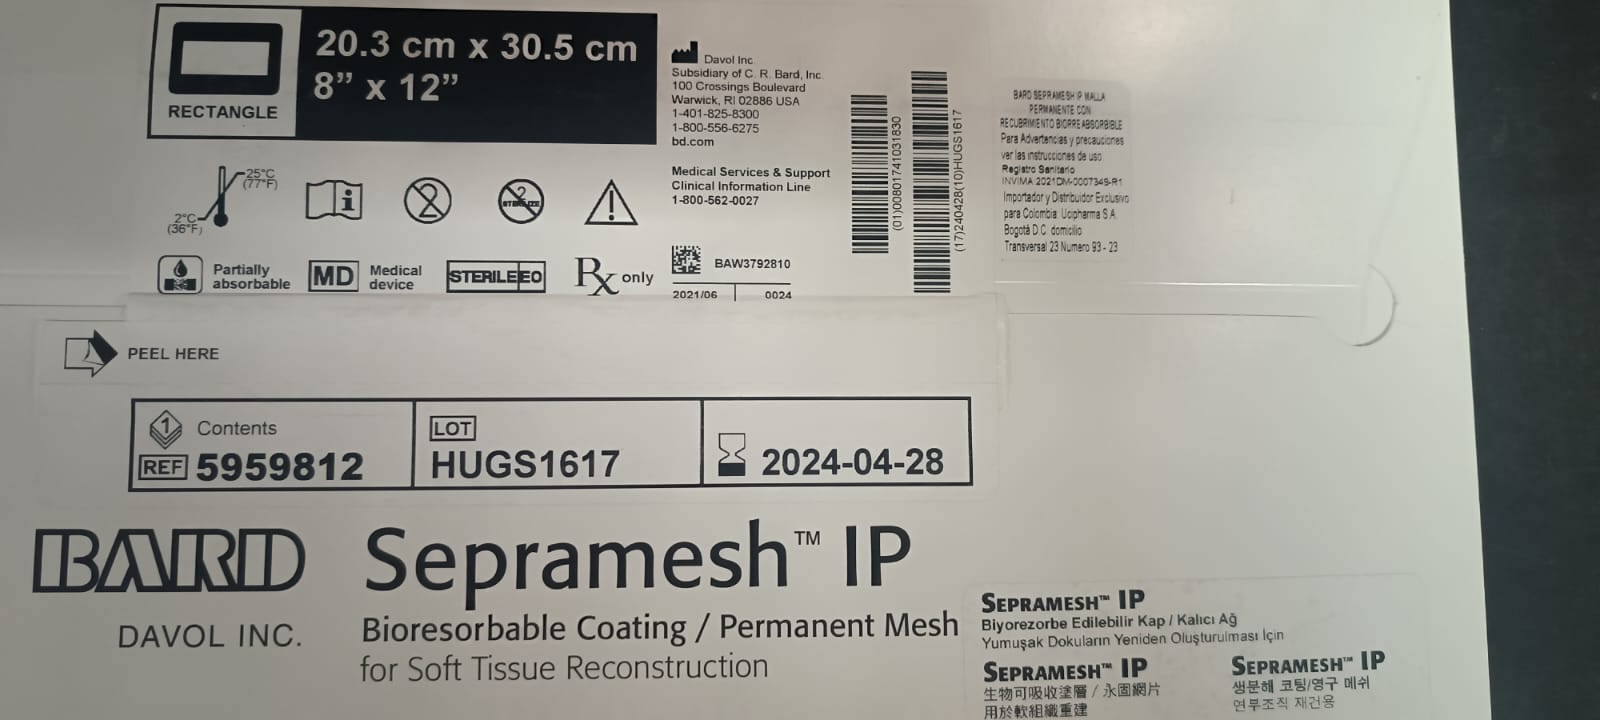 RECTANGLE
20.3 cm x 30.5 cm
8” x 12”
25°C
(77°F)
2°C
(36°F)
i
2
2
STERILIZE
Partially
absorbable
MD
Medical
device
STERILE EO
Rx only
Davol Inc.
Subsidiary of C. R. Bard, Inc.
100 Crossings Boulevard
Warwick, RI 02886 USA
1-401-825-8300
1-800-556-6275
bd.com
Medical Services & Support
Clinical Information Line
1-800-562-0027
BAW3792810
2021/06 | 0024
(01)00801741031830
(17)240428(10)HUGS1617
BARD SEPRAMESH IP MALLA
PERMANENTE CON
RECUBRIMIENTO BIORREABSORBIBLE
Para Advertencias y precauciones
ver las instrucciones de uso.
Registro Sanitario
INVIMA 2021DM-0007349-R1
Importador y Distribuidor Exclusivo
para Colombia: Ucipharma S.A.
Bogotá D.C. domicilio
Transversal 23 Numero 93 - 23
PEEL HERE
1 Contents
REF 5959812
LOT
HUGS1617
2024-04-28
BARD
DAVOL INC.
Sepramesh™ IP
Bioresorbable Coating / Permanent Mesh
for Soft Tissue Reconstruction
SEPRAMESH™ IP
Biyorezorbe Edilebilir Kap / Kalıcı Ağ
Yumuşak Dokuların Yeniden Oluşturulması İçin
SEPRAMESH™ IP
生物可吸收塗層 / 永固網片
用於軟組織重建
SEPRAMESH™ IP
생분해 코팅/영구 메쉬
연부조직 재건용